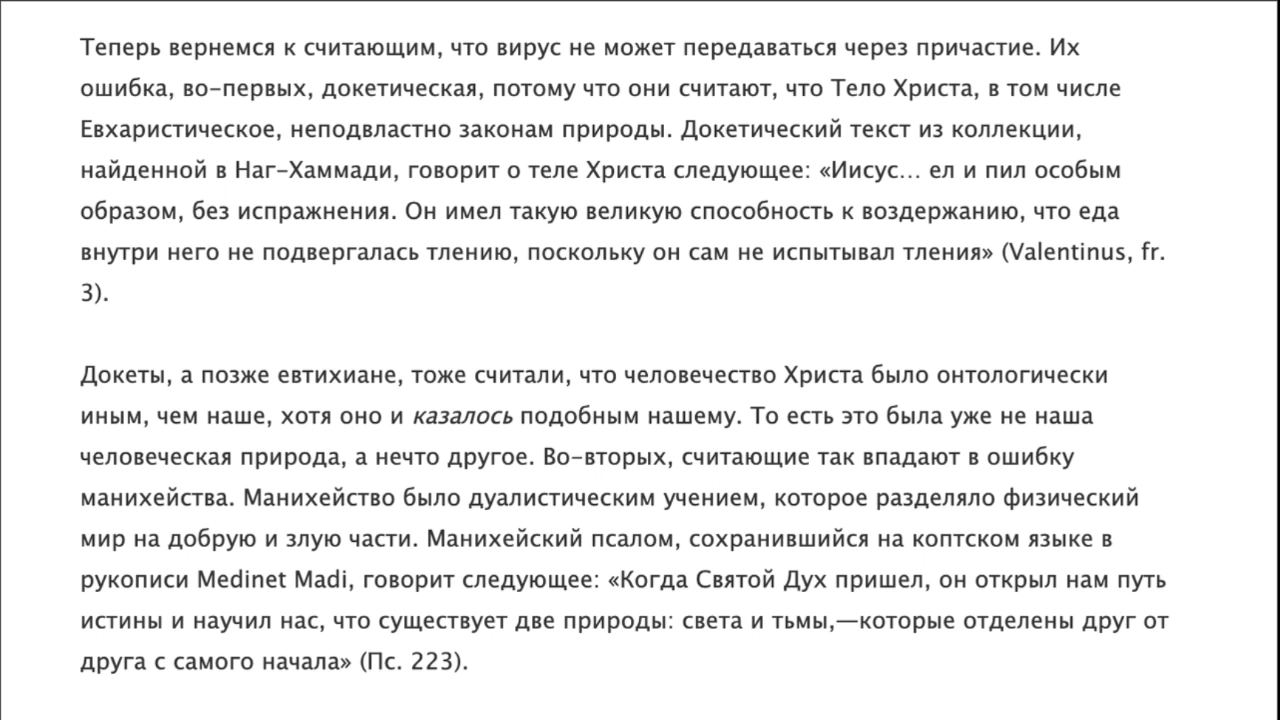 Теперь вернемся к считающим, что вирус не может передаваться через причастие. Их
ошибка, во–первых, докетическая, потому что они считают, что Тело Христа, в том числе
Евхаристическое, неподвластно законам природы. Докетический текст из коллекции,
найденной в Наг–Хаммади, говорит о теле Христа следующее: «Иисус… ел и пил особым
образом, без испражнения. Он имел такую великую способность к воздержанию, что еда
внутри него не подвергалась тлению, поскольку он сам не испытывал тления» (Valentinus, fr.
3).
Докеты, а позже евтихиане, тоже считали, что человечество Христа было онтологически
иным, чем наше, хотя оно и казалось подобным нашему. То есть это была уже не наша
человеческая природа, а нечто другое. Во–вторых, считающие так впадают в ошибку
манихейства. Манихейство было дуалистическим учением, которое разделяло физический
мир на добрую и злую части. Манихейский псалом, сохранившийся на коптском языке в
рукописи Medinet Madi, говорит следующее: «Когда Святой Дух пришел, он открыл нам путь
истины и научил нас, что существует две природы: света и тьмы,—которые отделены друг от
друга с самого начала» (Пс. 223).